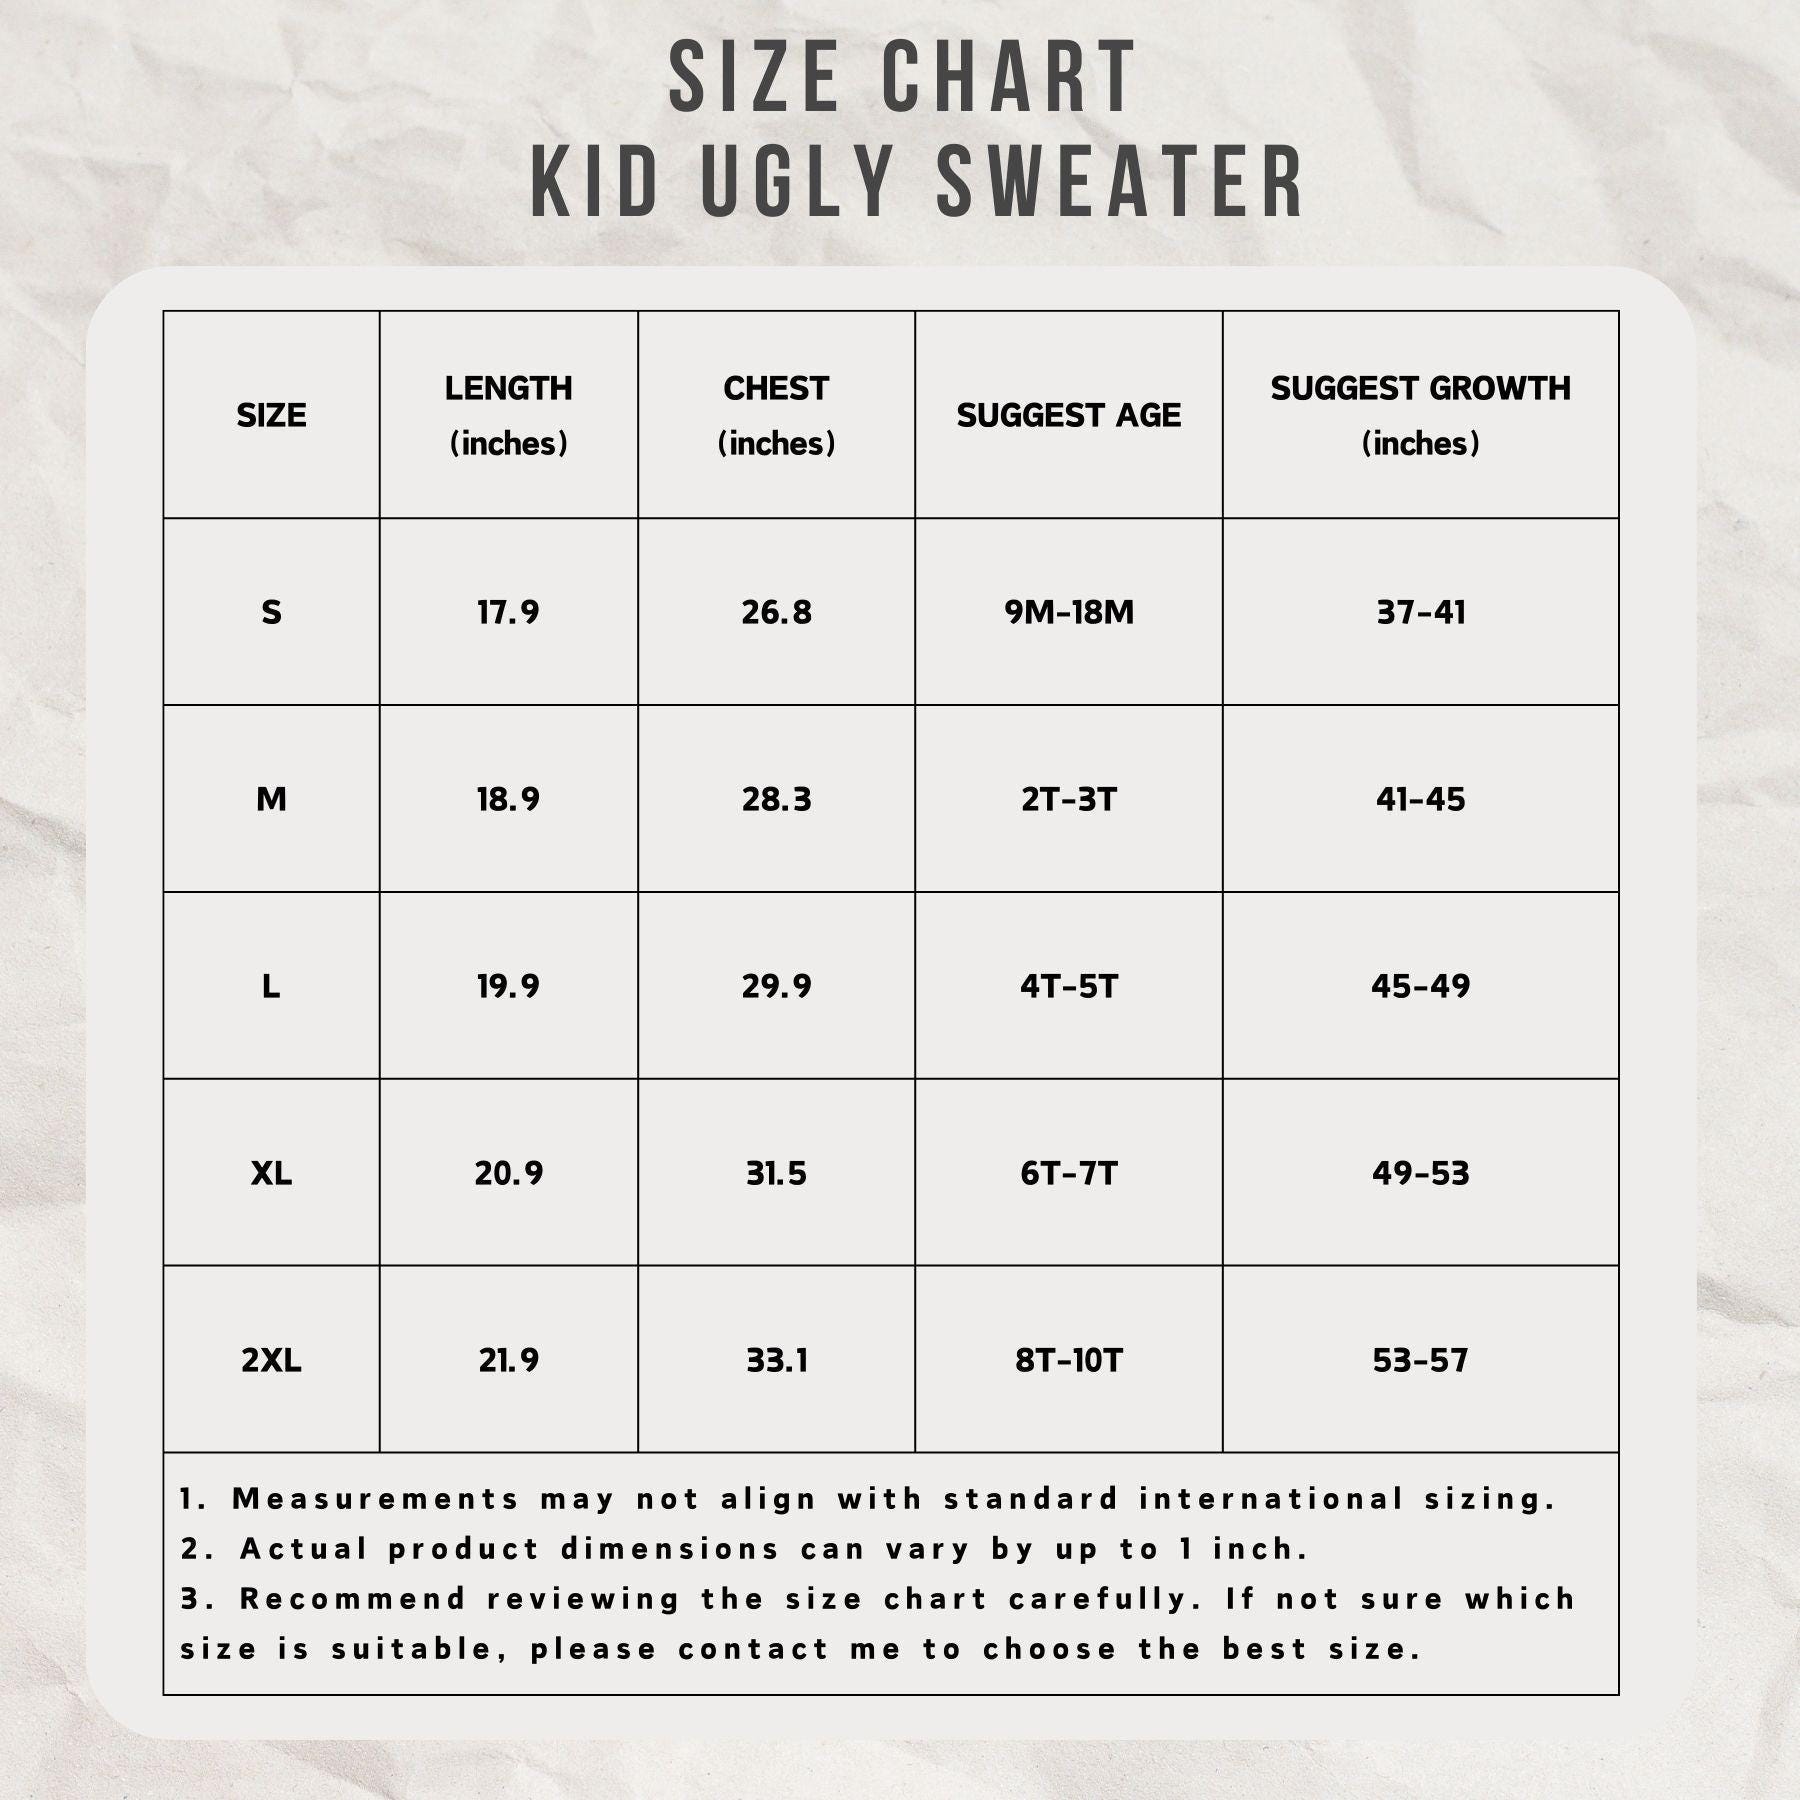 SIZE CHART
KID UGLY SWEATER
SIZE LENGTH (inches) CHEST (inches) SUGGEST AGE SUGGEST GROWTH (inches)
S 17.9 26.8 9M-18M 37-41
M 18.9 28.3 2T-3T 41-45
L 19.9 29.9 4T-5T 45-49
XL 20.9 31.5 6T-7T 49-53
2XL 21.9 33.1 8T-10T 53-57
1. Measurements may not align with standard international sizing.
2. Actual product dimensions can vary by up to 1 inch.
3. Recommend reviewing the size chart carefully. If not sure which
size is suitable, please contact me to choose the best size.